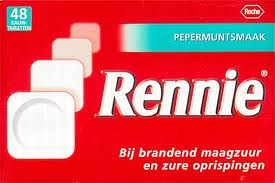 48
KAUW-
TABLETTEN
Roche
PEPERMUNTSMAAK
Rennie®
Bij brandend maagzuur
en zure oprispingen